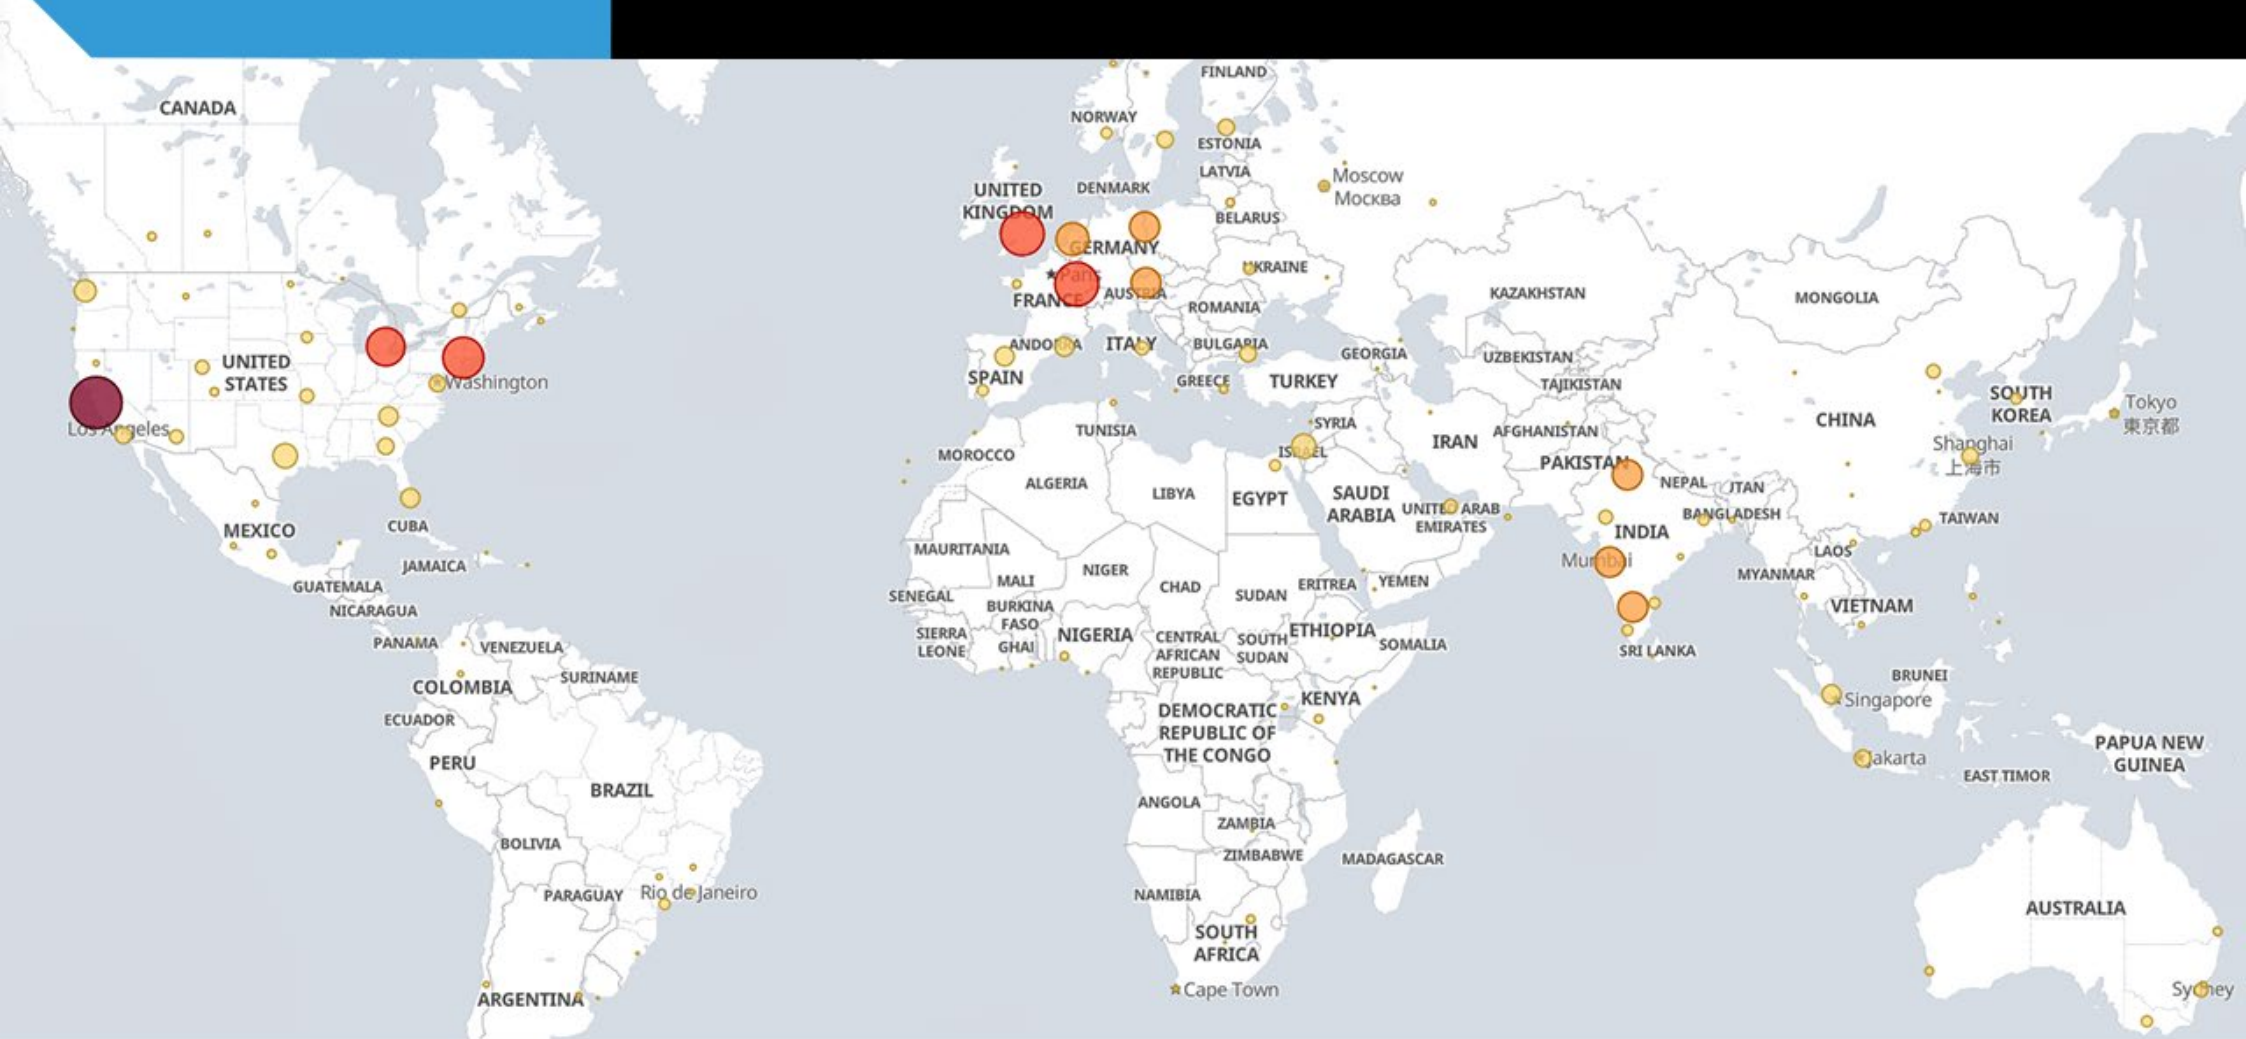 CANADA
UNITED
STATES
Los Angeles
Washington
MEXICO
CUBA
JAMAICA
GUATEMALA
NICARAGUA
PANAMA
VENEZUELA
SURINAME
COLOMBIA
ECUADOR
PERU
BRAZIL
BOLIVIA
PARAGUAY
Rio de Janeiro
ARGENTINA
FINLAND
NORWAY
ESTONIA
LATVIA
DENMARK
UNITED
KINGDOM
BELARUS
Moscow
Москва
GERMANY
Paris
FRANCE
AUSTRIA
UKRAINE
ROMANIA
ANDORRA
ITALY
BULGARIA
SPAIN
GREECE
TURKEY
GEORGIA
KAZAKHSTAN
MONGOLIA
UZBEKISTAN
TAJIKISTAN
CHINA
SOUTH
KOREA
Tokyo
東京都
Shanghai
上海市
TUNISIA
SYRIA
ISRAEL
IRAN
AFGHANISTAN
PAKISTAN
MOROCCO
ALGERIA
LIBYA
EGYPT
SAUDI
ARABIA
UNITED ARAB
EMIRATES
NEPAL
UTAN
BANGLADESH
INDIA
Mumbai
TAIWAN
LAOS
MYANMAR
VIETNAM
SRI LANKA
MAURITANIA
MALI
NIGER
CHAD
SUDAN
ERITREA
YEMEN
SENEGAL
BURKINA
FASO
SIERRA
LEONE
GHA
NIGERIA
CENTRAL
AFRICAN
REPUBLIC
SOUTH
SUDAN
ETHIOPIA
SOMALIA
KENYA
DEMOCRATIC
REPUBLIC OF
THE CONGO
ANGOLA
ZAMBIA
ZIMBABWE
MADAGASCAR
NAMIBIA
SOUTH
AFRICA
Cape Town
BRUNEI
Singapore
Jakarta
EAST TIMOR
PAPUA NEW
GUINEA
AUSTRALIA
Sydney